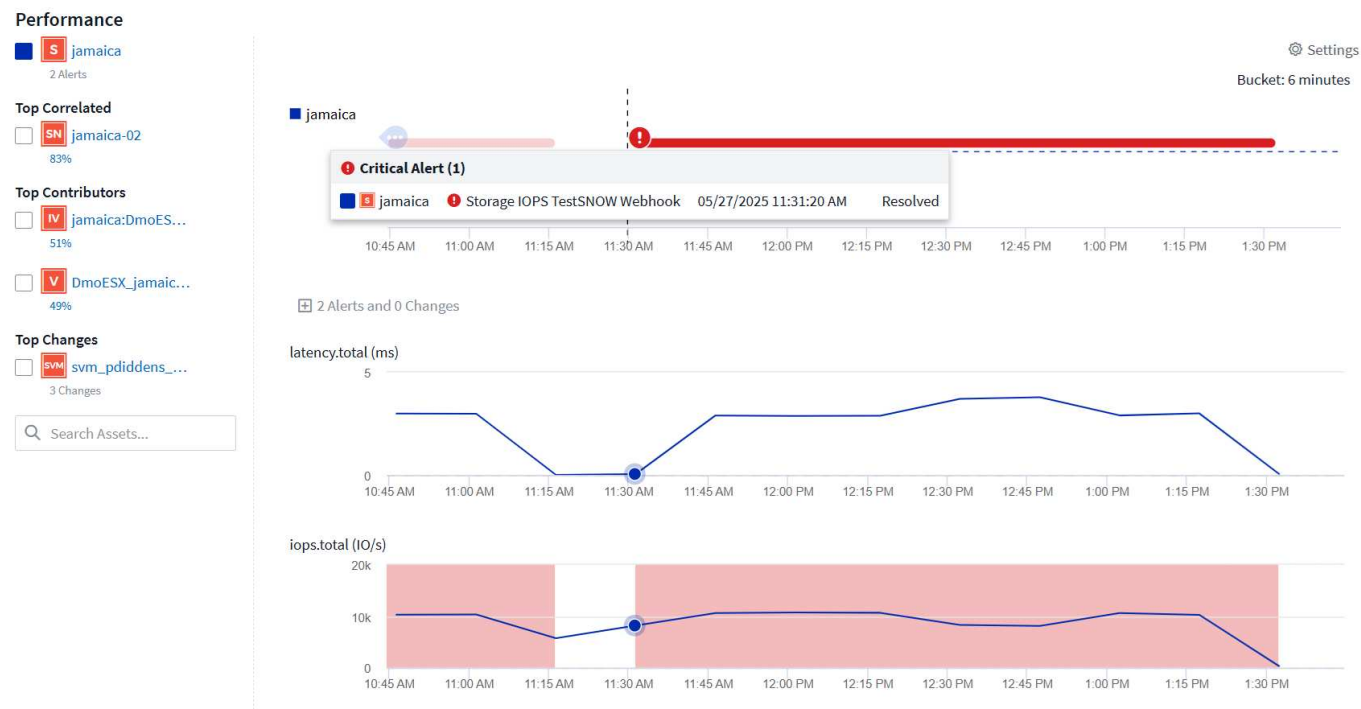 Performance
S jamaica
2 Alerts
Top Correlated
SN jamaica-02
83%
Top Contributors
IV jamaica:DmoES...
51%
V DmoESX_jamaic...
49%
Top Changes
SVM svm_pdiddens_...
3 Changes
Search Assets...
Settings
Bucket: 6 minutes
jamaica
Critical Alert (1)
S jamaica Storage IOPS TestSNOW Webhook 05/27/2025 11:31:20 AM Resolved
10:45 AM 11:00 AM 11:15 AM 11:30 AM 11:45 AM 12:00 PM 12:15 PM 12:30 PM 12:45 PM 1:00 PM 1:15 PM 1:30 PM
2 Alerts and 0 Changes
latency.total (ms)
5
0
10:45 AM 11:00 AM 11:15 AM 11:30 AM 11:45 AM 12:00 PM 12:15 PM 12:30 PM 12:45 PM 1:00 PM 1:15 PM 1:30 PM
iops.total (IO/s)
20k
10k
0
10:45 AM 11:00 AM 11:15 AM 11:30 AM 11:45 AM 12:00 PM 12:15 PM 12:30 PM 12:45 PM 1:00 PM 1:15 PM 1:30 PM